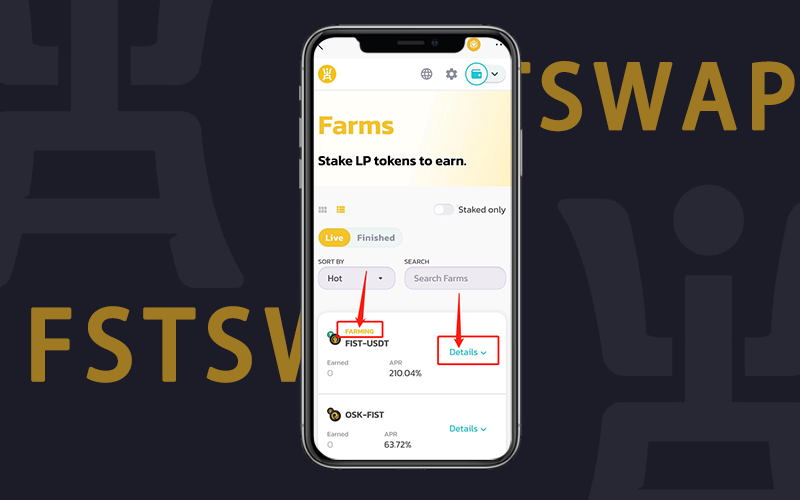 TSWAP
FSTSW
Farms
Stake LP tokens to earn.
Staked only
Live Finished
SORT BY SEARCH
Hot Search Farms
FARMING
FIST-USDT Details
Earned APR
0 210.04%
OSK-FIST Details
Earned APR
0 63.72%